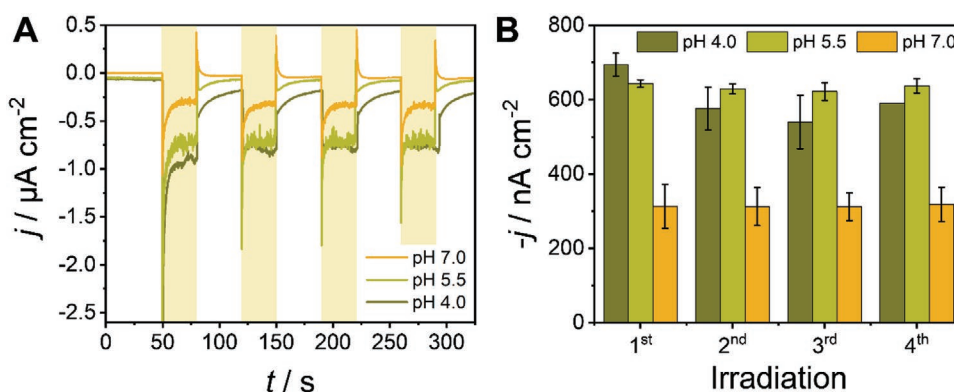 A
j / µA cm-2
0.5
0.0
-0.5
-1.0
-1.5
-2.0
-2.5
pH 7.0
pH 5.5
pH 4.0
0 50 100 150 200 250 300
t / s
B
-j / nA cm-2
800
600
400
200
0
pH 4.0 pH 5.5 pH 7.0
1st 2nd 3rd 4th
Irradiation